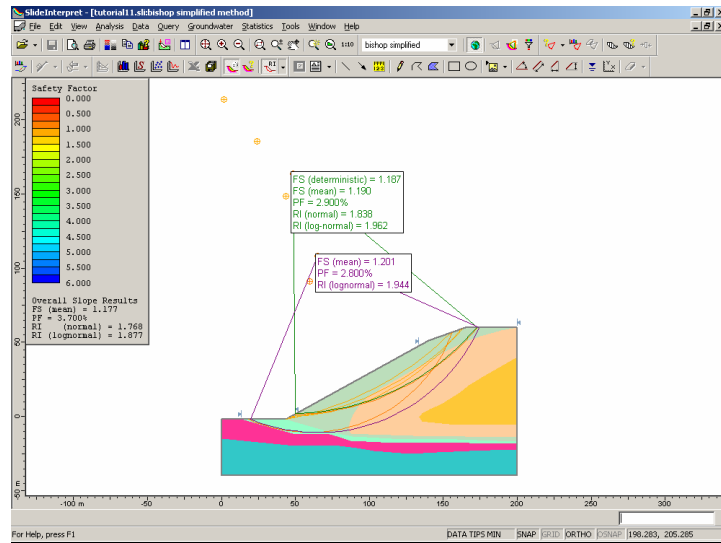 SlideInterpret - [tutorial11.sli:bishop simplified method]
File Edit View Analysis Data Query Groundwater Statistics Tools Window Help
1:10 bishop simplified
RI
Safety Factor
0.000
0.500
1.000
1.500
2.000
2.500
3.000
3.500
4.000
4.500
5.000
5.500
6.000
Overall Slope Results
FS (mean) = 1.177
PF = 3.700%
RI (normal) = 1.768
RI (lognormal) = 1.877
FS (deterministic) = 1.187
FS (mean) = 1.190
PF = 2.900%
RI (normal) = 1.838
RI (log-normal) = 1.962
FS (mean) = 1.201
PF = 2.800%
RI (lognormal) = 1.944
200
150
100
50
0
-50
m
-100 m -50 0 50 100 150 200 250 300
For Help, press F1
DATA TIPS MIN SNAP GRID ORTHO OSNAP 198.283, 205.285